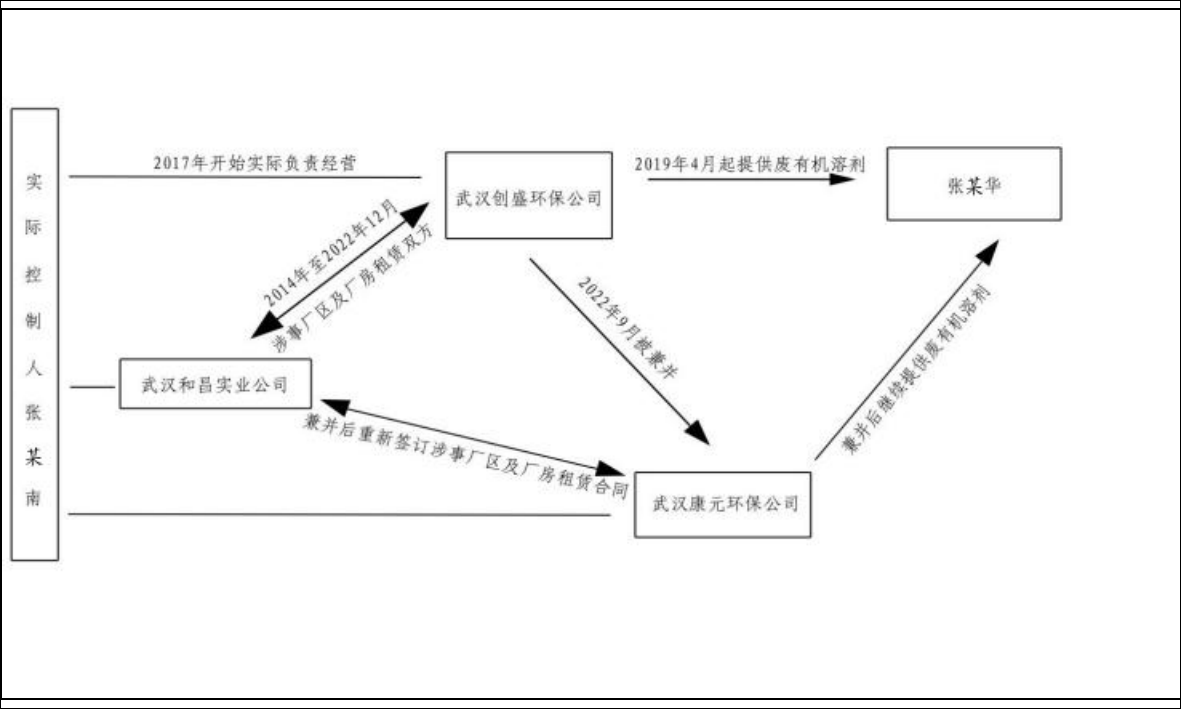 实际控制人张某南
2017年开始实际负责经营
武汉创盛环保公司
2019年4月起提供废有机溶剂
张某华
2014年至2022年12月
涉事厂区及厂房租赁双方
2022年9月被兼并
兼并后继续提供废有机溶剂
武汉和昌实业公司
兼并后重新签订涉事厂区及厂房租赁合同
武汉康元环保公司